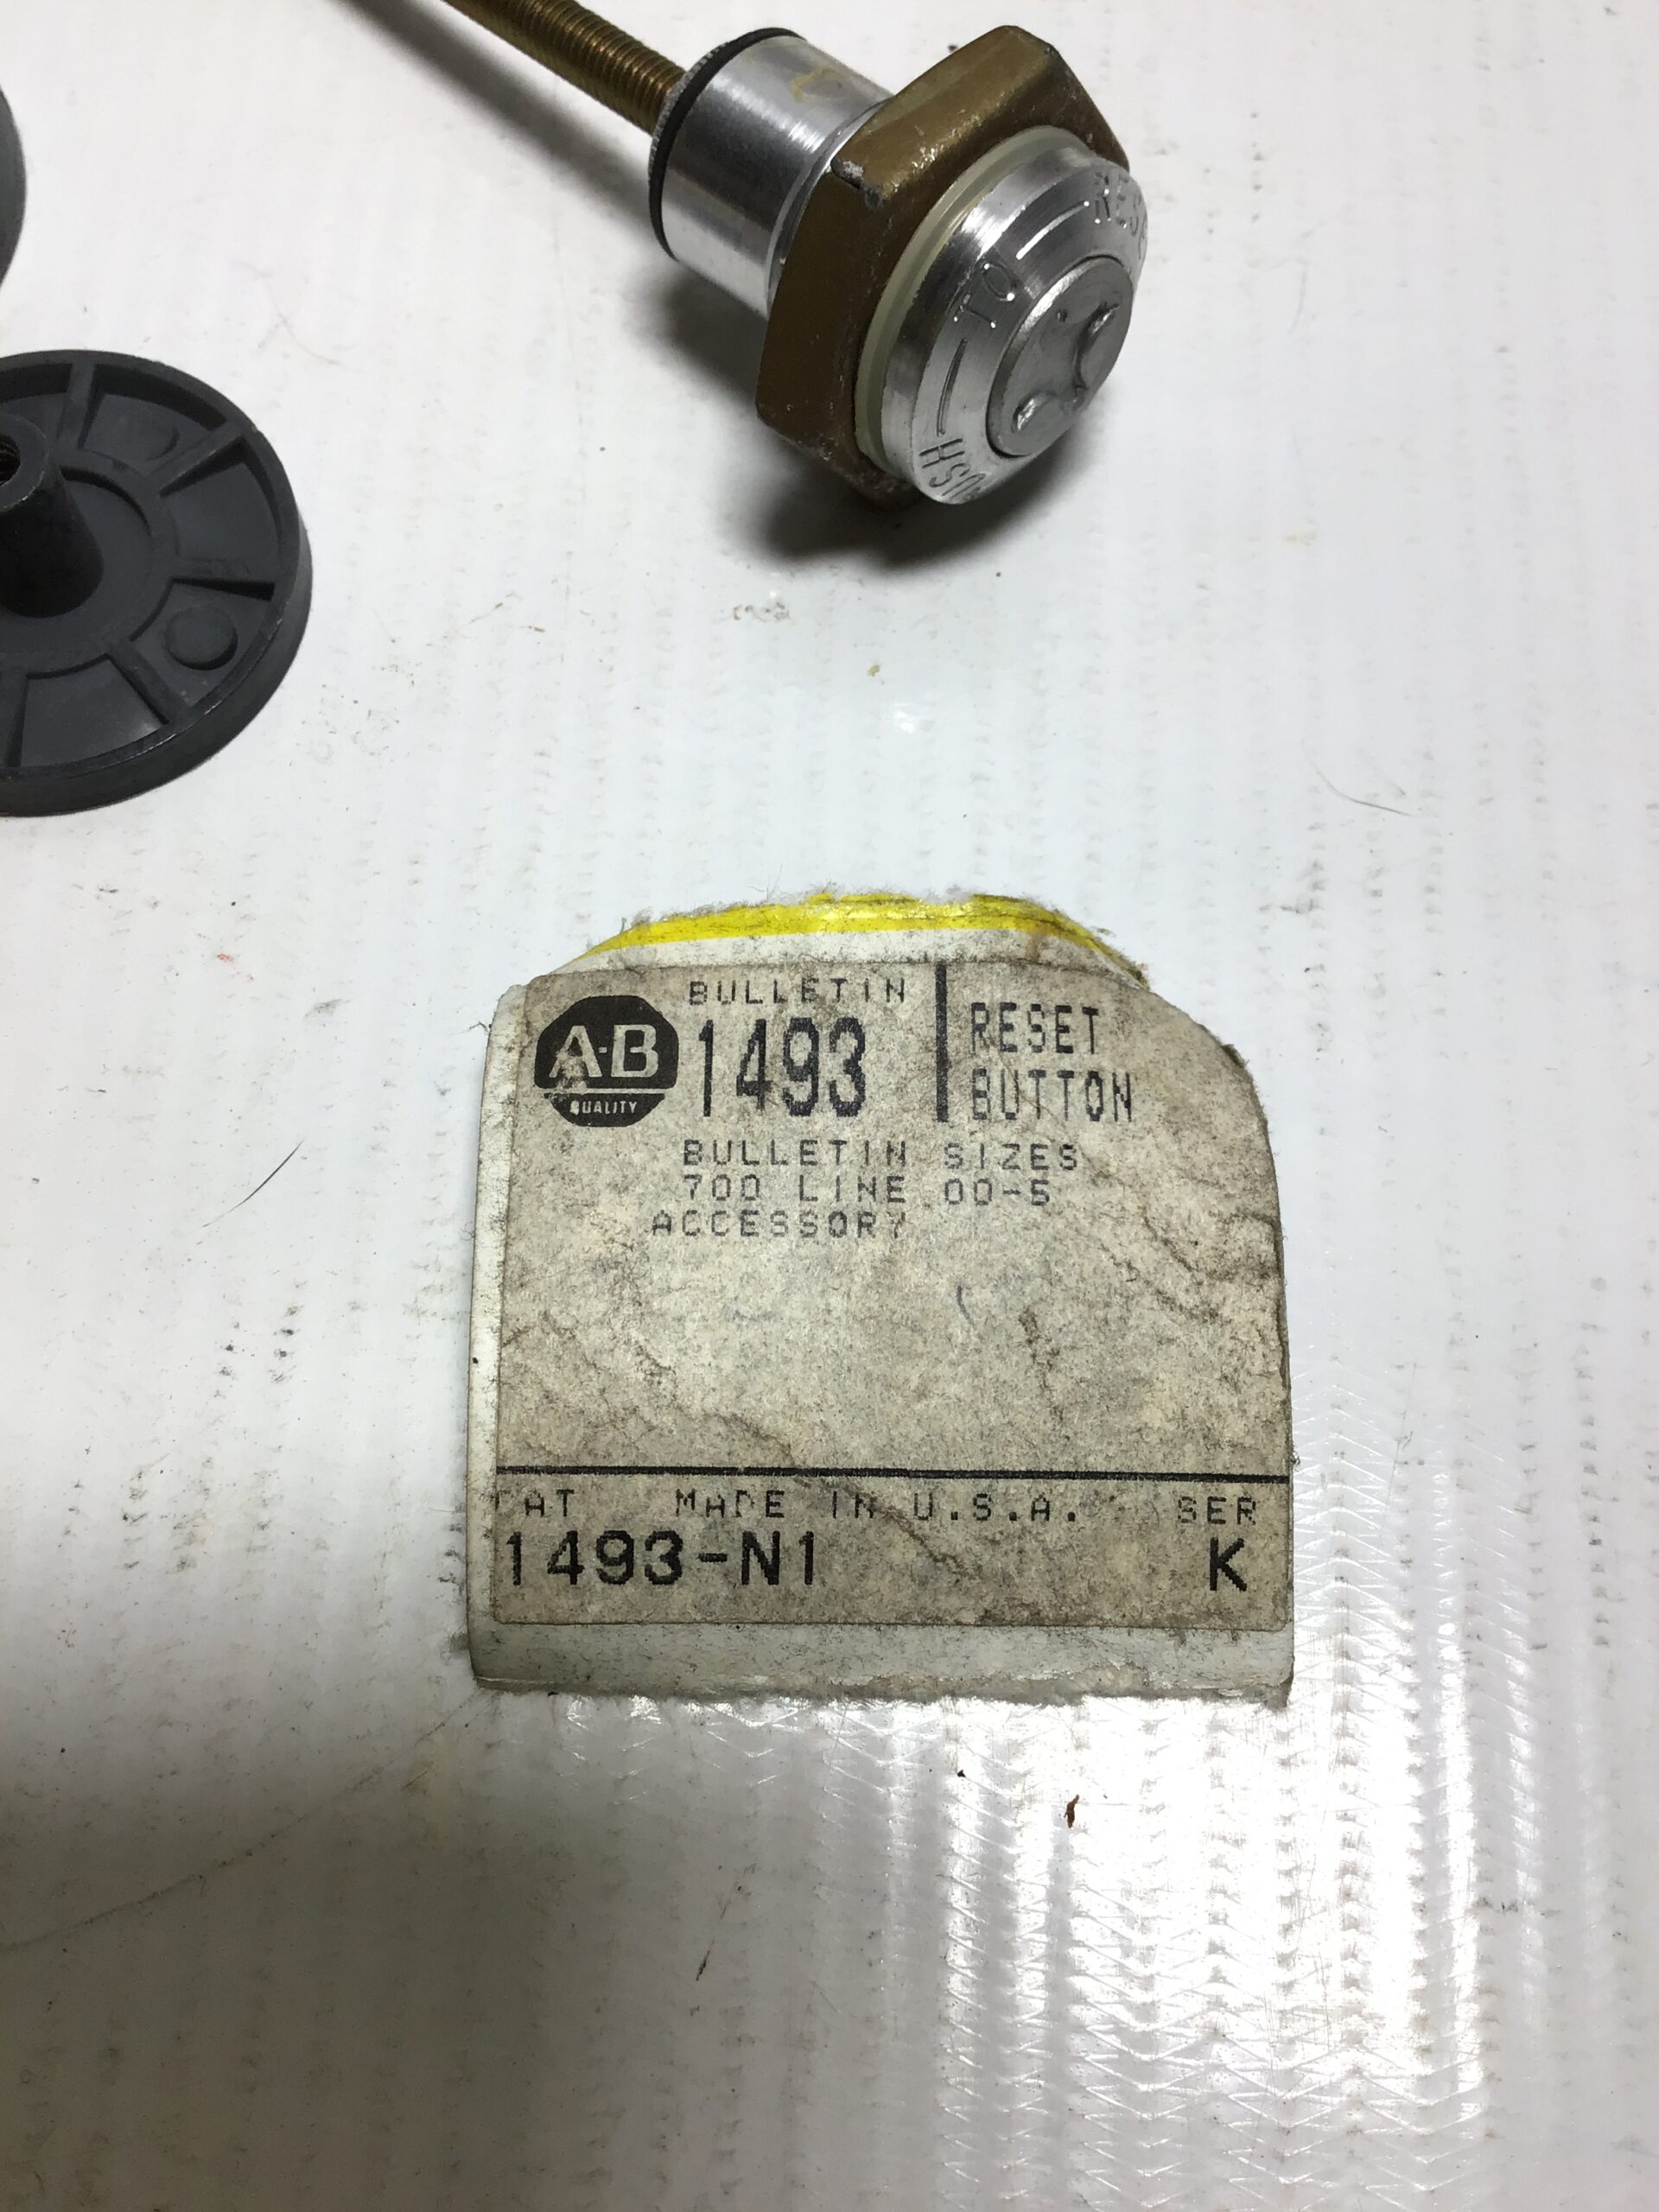 PUSH TO RESET
BULLETIN
1493
RESET
BUTTON
A-B
QUALITY
BULLETIN SIZES
700 LINE 00-5
ACCESSORY
CAT MADE IN U.S.A. SER
1493-N1 K